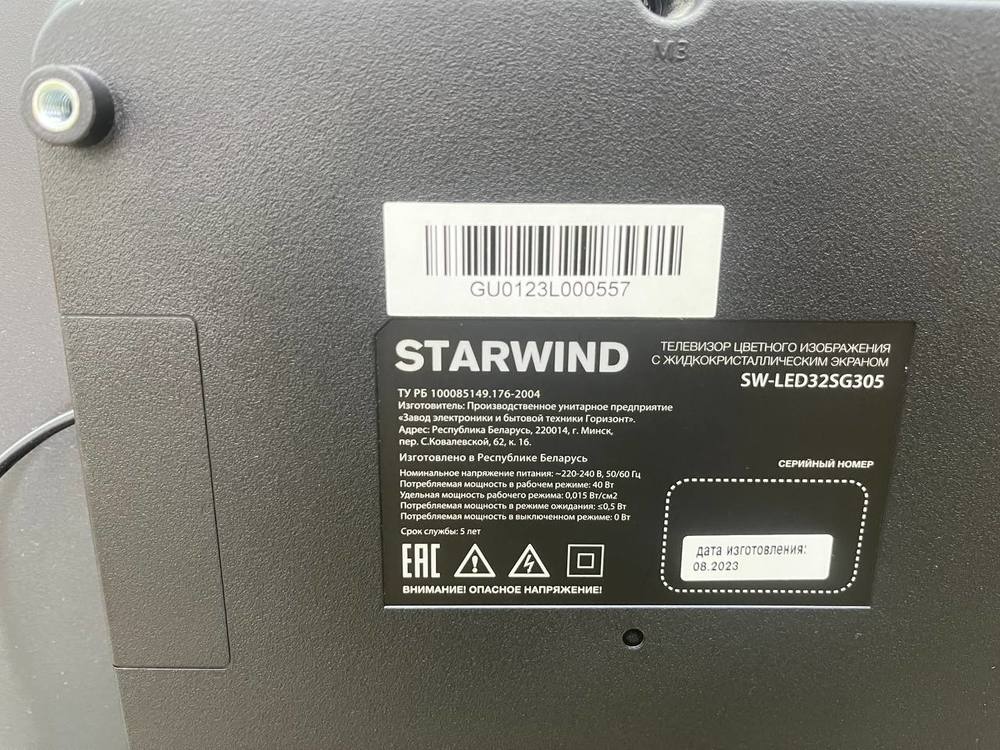 M3
GU0123L000557
STARWIND
ТЕЛЕВИЗОР ЦВЕТНОГО ИЗОБРАЖЕНИЯ
С ЖИДКОКРИСТАЛЛИЧЕСКИМ ЭКРАНОМ
SW-LED32SG305
ТУ РБ 100085149.176-2004
Изготовитель: Производственное унитарное предприятие
«Завод электроники и бытовой техники Горизонт».
Адрес: Республика Беларусь, 220014, г. Минск,
пер. С.Ковалевской, 62, к. 16.
Изготовлено в Республике Беларусь
Номинальное напряжение питания: ~220-240 В, 50/60 Гц
Потребляемая мощность в рабочем режиме: 40 Вт
Удельная мощность рабочего режима: 0,015 Вт/см2
Потребляемая мощность в режиме ожидания: ≤0,5 Вт
Потребляемая мощность в выключенном режиме: 0 Вт
Срок службы: 5 лет
EAC
ВНИМАНИЕ! ОПАСНОЕ НАПРЯЖЕНИЕ!
СЕРИЙНЫЙ НОМЕР
дата изготовления:
08.2023